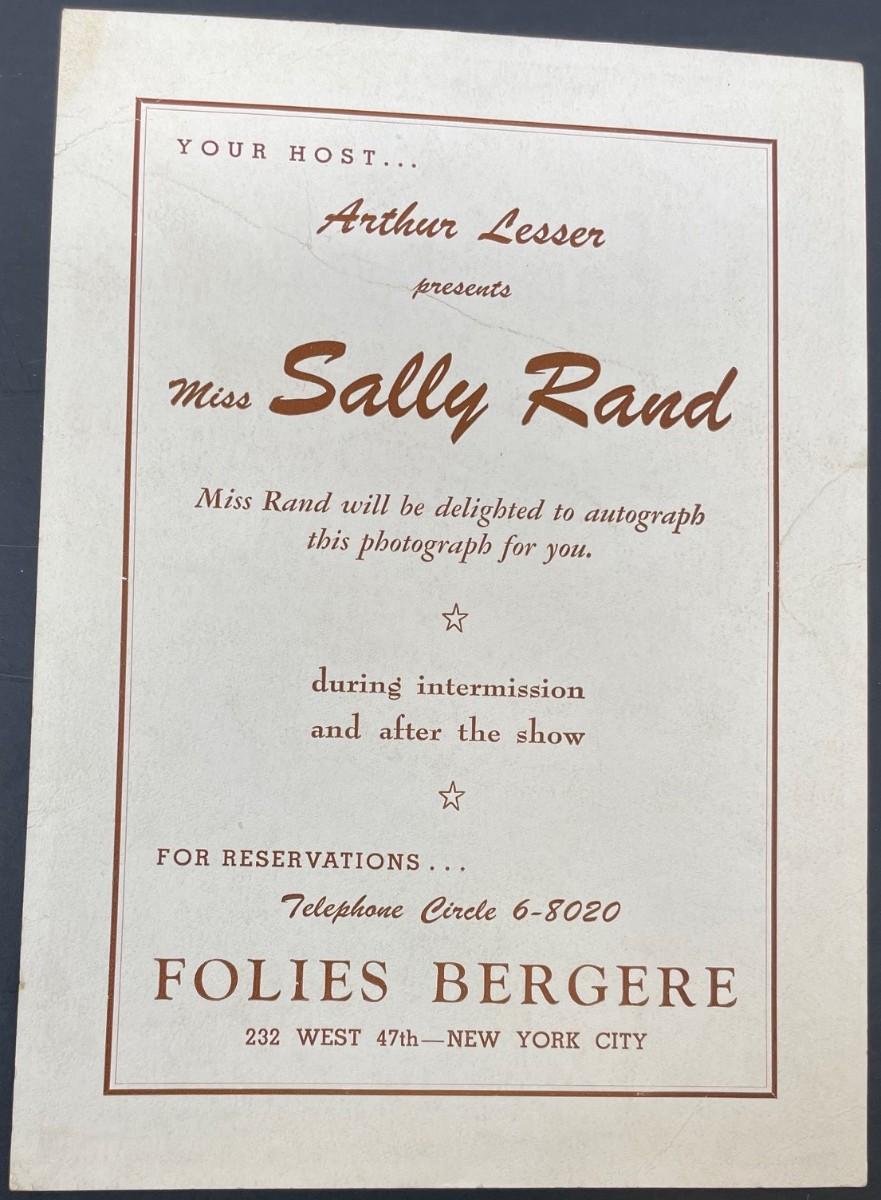 YOUR HOST...
Arthur Lesser
presents
Miss Sally Rand
Miss Rand will be delighted to autograph
this photograph for you.
during intermission
and after the show
FOR RESERVATIONS...
Telephone Circle 6-8020
FOLIES BERGERE
232 WEST 47th—NEW YORK CITY